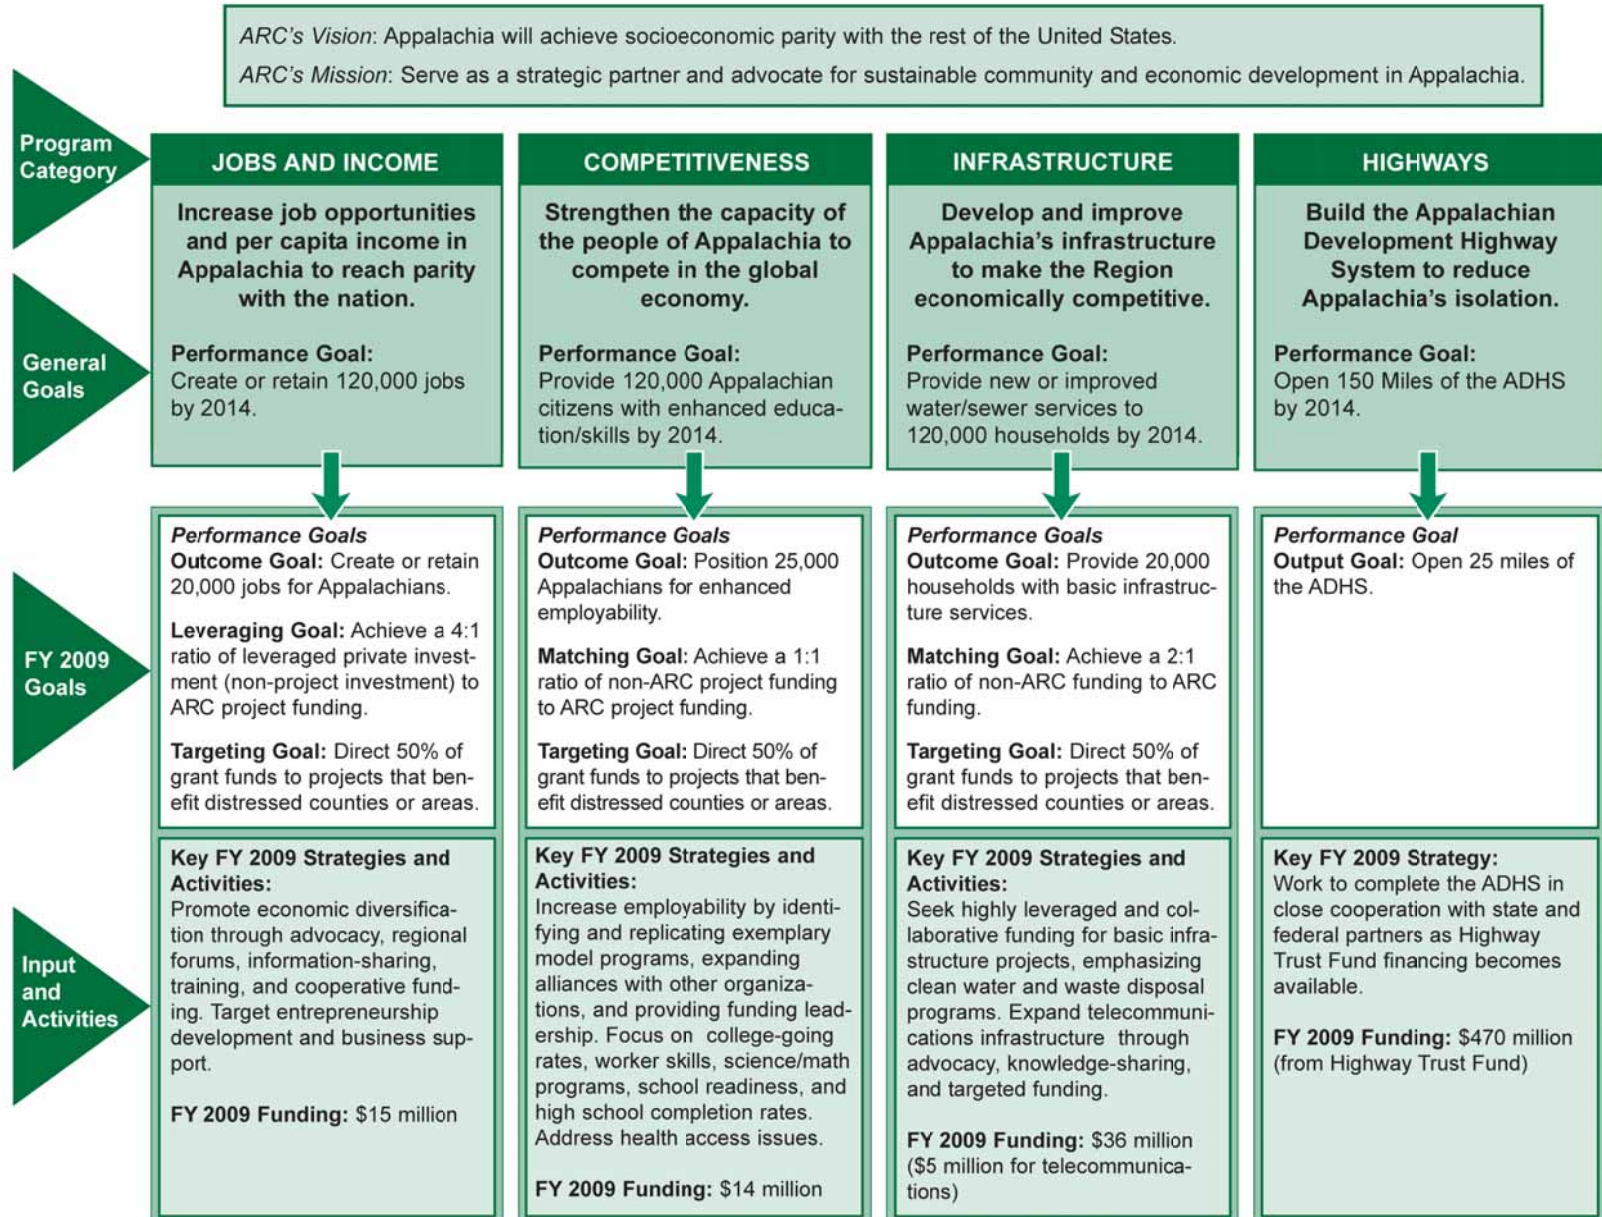 ARC's Vision: Appalachia will achieve socioeconomic parity with the rest of the United States.
ARC's Mission: Serve as a strategic partner and advocate for sustainable community and economic development in Appalachia.
Program
Category
JOBS AND INCOME
Increase job opportunities
and per capita income in
Appalachia to reach parity
with the nation.
COMPETITIVENESS
Strengthen the capacity of
the people of Appalachia to
compete in the global
economy.
INFRASTRUCTURE
Develop and improve
Appalachia's infrastructure
to make the Region
economically competitive.
HIGHWAYS
Build the Appalachian
Development Highway
System to reduce
Appalachia's isolation.
General
Goals
Performance Goal:
Create or retain 120,000 jobs
by 2014.
Performance Goal:
Provide 120,000 Appalachian
citizens with enhanced educa-
tion/skills by 2014.
Performance Goal:
Provide new or improved
water/sewer services to
120,000 households by 2014.
Performance Goal:
Open 150 Miles of the ADHS
by 2014.
FY 2009
Goals
Performance Goals
Outcome Goal: Create or retain
20,000 jobs for Appalachians.
Leveraging Goal: Achieve a 4:1
ratio of leveraged private invest-
ment (non-project investment) to
ARC project funding.
Targeting Goal: Direct 50% of
grant funds to projects that ben-
efit distressed counties or areas.
Performance Goals
Outcome Goal: Position 25,000
Appalachians for enhanced
employability.
Matching Goal: Achieve a 1:1
ratio of non-ARC project funding
to ARC project funding.
Targeting Goal: Direct 50% of
grant funds to projects that ben-
efit distressed counties or areas.
Performance Goals
Outcome Goal: Provide 20,000
households with basic infrastruc-
ture services.
Matching Goal: Achieve a 2:1
ratio of non-ARC funding to ARC
funding.
Targeting Goal: Direct 50% of
grant funds to projects that ben-
efit distressed counties or areas.
Performance Goal
Output Goal: Open 25 miles of
the ADHS.
Input
and
Activities
Key FY 2009 Strategies and
Activities:
Promote economic diversifica-
tion through advocacy, regional
forums, information-sharing,
training, and cooperative fund-
ing. Target entrepreneurship
development and business sup-
port.
FY 2009 Funding: $15 million
Key FY 2009 Strategies and
Activities:
Increase employability by identi-
fying and replicating exemplary
model programs, expanding
alliances with other organiza-
tions, and providing funding lead-
ership. Focus on college-going
rates, worker skills, science/math
programs, school readiness, and
high school completion rates.
Address health access issues.
FY 2009 Funding: $14 million
Key FY 2009 Strategies and
Activities:
Seek highly leveraged and col-
laborative funding for basic infra-
structure projects, emphasizing
clean water and waste disposal
programs. Expand telecommuni-
cations infrastructure through
advocacy, knowledge-sharing,
and targeted funding.
FY 2009 Funding: $36 million
($5 million for telecommunica-
tions)
Key FY 2009 Strategy:
Work to complete the ADHS in
close cooperation with state and
federal partners as Highway
Trust Fund financing becomes
available.
FY 2009 Funding: $470 million
(from Highway Trust Fund)